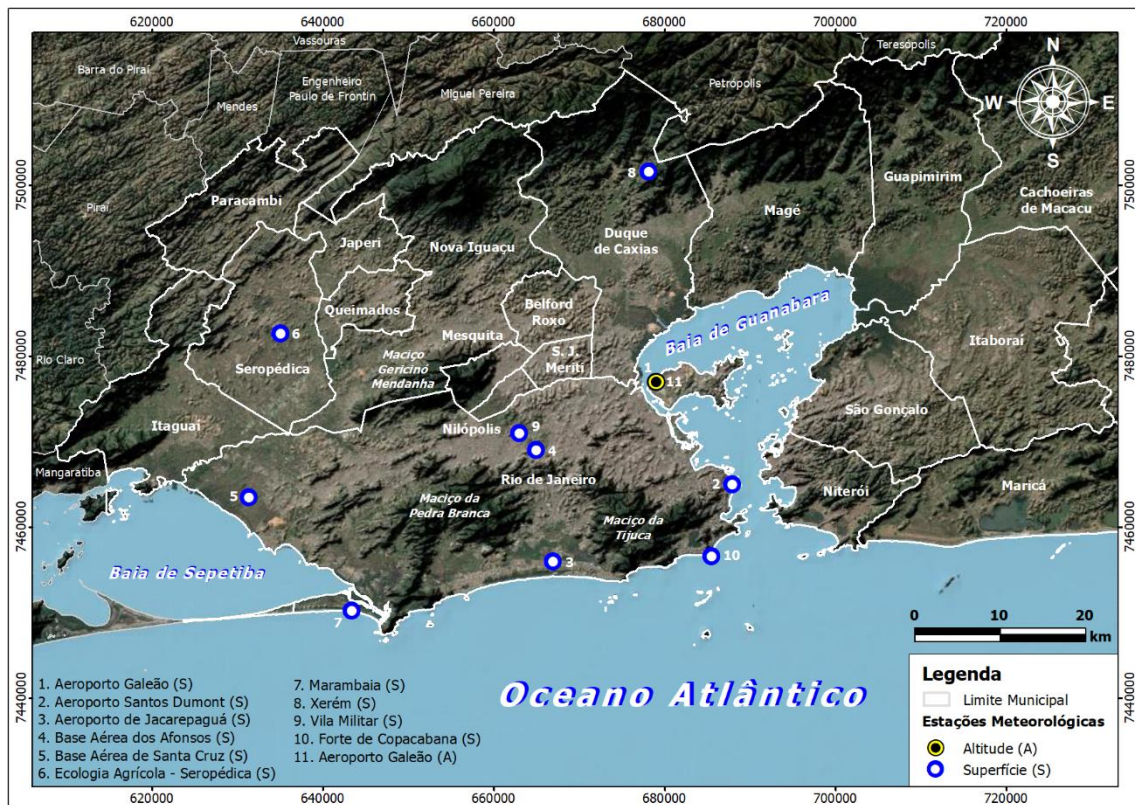 620000 640000 660000 680000 700000 720000
Vassouras
Teresópolis
Barra do Piraí
Engenheiro
Paulo de Frontin
Miguel Pereira
Petrópolis
Mendes
N
W E
S
7500000
7500000
8
Guapimirim
Cachoeiras
de Macacu
Piraí
Paracambi
Magé
Japeri
Nova Iguaçu
Duque
de Caxias
Belford
Roxo
Baia de Guanabara
Queimados
6
Mesquita
Itaboraí
7480000
7480000
Rio Claro
Seropédica
Maciço
Gericinó
Mendanha
S. J.
Meriti
1 11
São Gonçalo
Itaguaí
Nilópolis
9
4
Mangaratiba
Rio de Janeiro
5
Maciço da
Pedra Branca
2
Niterói
Maricá
Maciço da
Tijuca
7460000
7460000
Baia de Sepetiba
3
10
7
0 10 20
km
Oceano Atlântico
7440000
7440000
1. Aeroporto Galeão (S)
2. Aeroporto Santos Dumont (S)
3. Aeroporto de Jacarepaguá (S)
4. Base Aérea dos Afonsos (S)
5. Base Aérea de Santa Cruz (S)
6. Ecologia Agrícola - Seropédica (S)
7. Marambaia (S)
8. Xerém (S)
9. Vila Militar (S)
10. Forte de Copacabana (S)
11. Aeroporto Galeão (A)
Legenda
Limite Municipal
Estações Meteorológicas
Altitude (A)
Superfície (S)
620000 640000 660000 680000 700000 720000